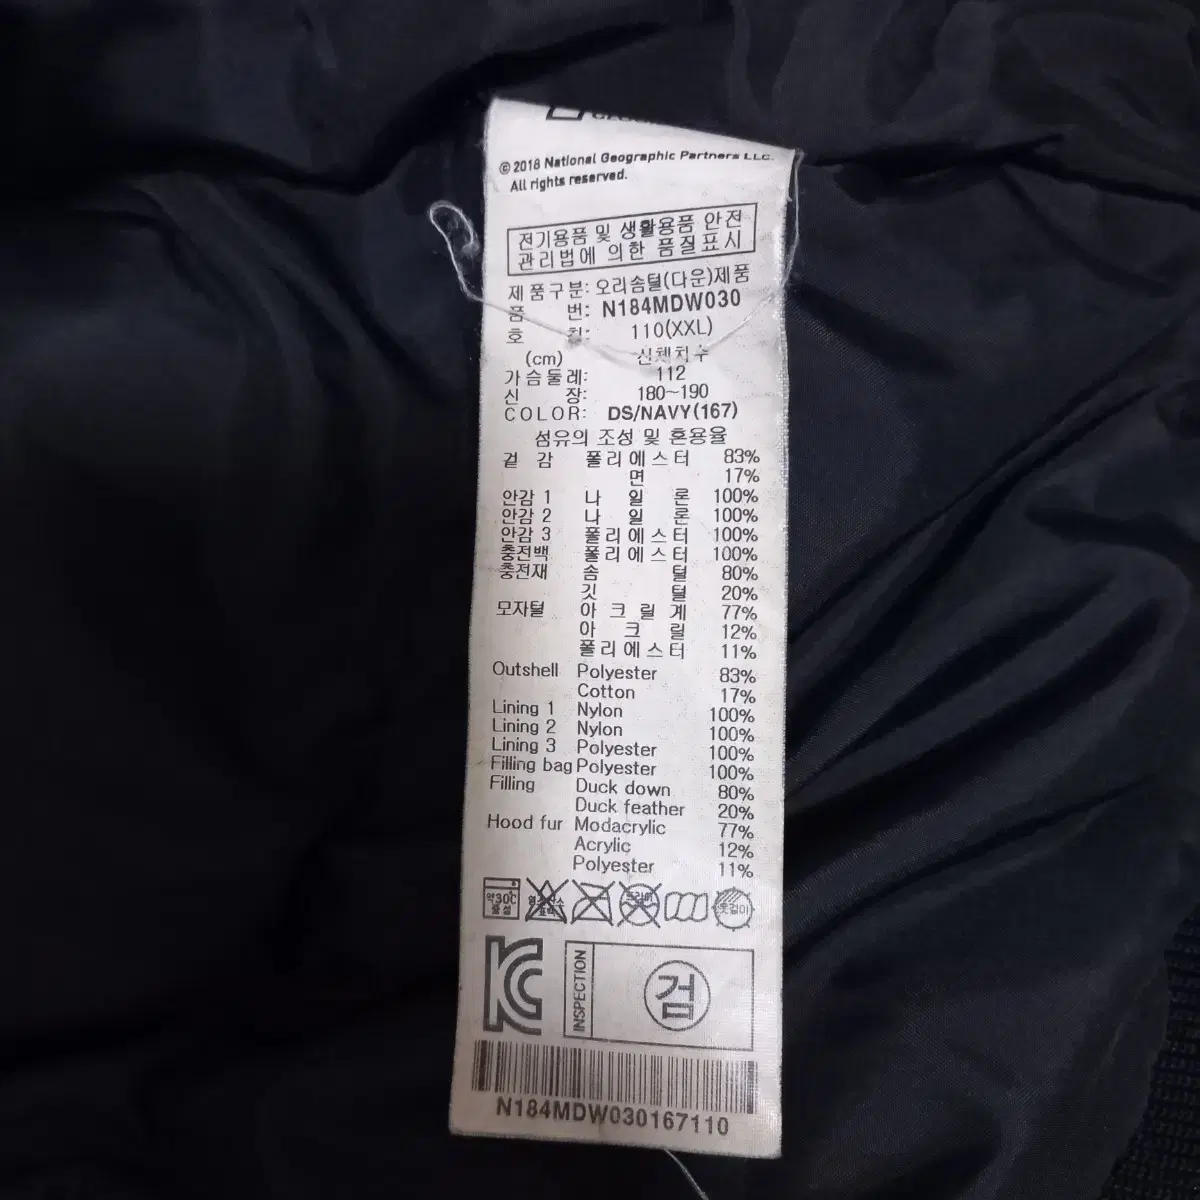 © 2018 National Geographic Partners LLC.
All rights reserved.
전기용품 및 생활용품 안전
관리법에 의한 품질표시
제품구분: 오리솜털(다운)제품
품 번: N184MDW030
호 칭: 110(XXL)
(cm) 신체치수
가슴둘레: 112
신 장: 180~190
COLOR: DS/NAVY(167)
섬유의 조성 및 혼용율
겉 감 폴리에스터 83%
면 17%
안감 1 나 일 론 100%
안감 2 나 일 론 100%
안감 3 폴리에스터 100%
충전백 폴리에스터 100%
충전재 솜 털 80%
깃 털 20%
모자털 아크릴계 77%
아 크 릴 12%
폴리에스터 11%
Outshell Polyester 83%
Cotton 17%
Lining 1 Nylon 100%
Lining 2 Nylon 100%
Lining 3 Polyester 100%
Filling bag Polyester 100%
Filling Duck down 80%
Duck feather 20%
Hood fur Modacrylic 77%
Acrylic 12%
Polyester 11%
약30℃
중성
옷걸이
INSPECTION
검
N184MDW030167110